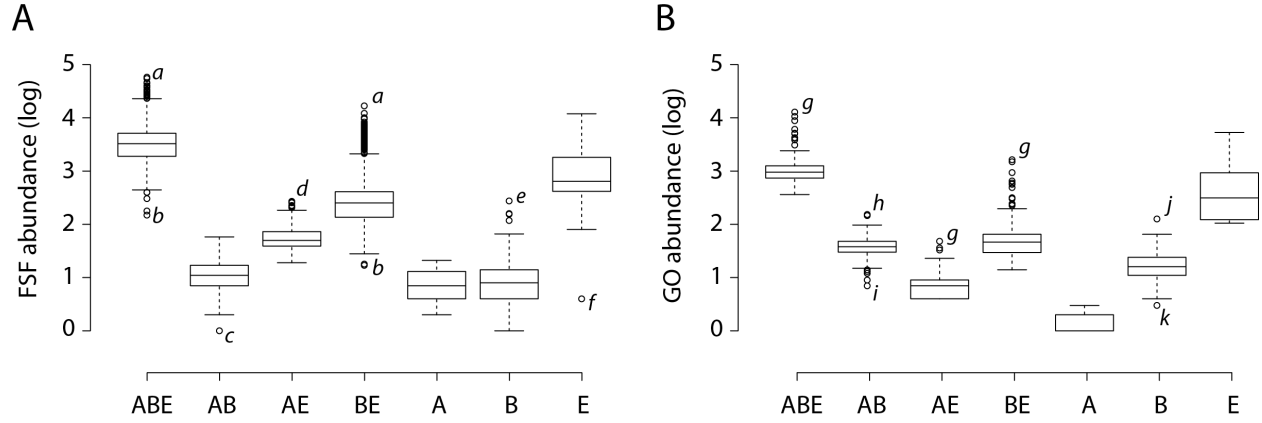 A
FSF abundance (log)
5
4
3
2
1
0
a
b
c
d
a
b
e
f
ABE AB AE BE A B E
B
GO abundance (log)
5
4
3
2
1
0
g
h
i
g
g
j
k
ABE AB AE BE A B E